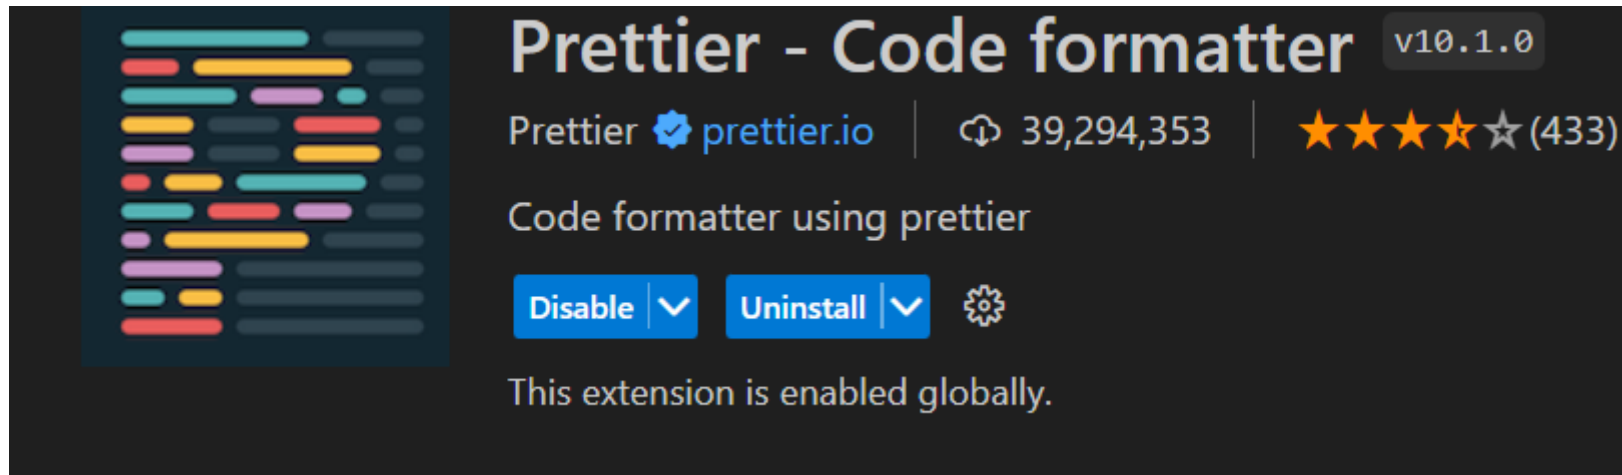 Prettier - Code formatter v10.1.0
Prettier prettier.io 39,294,353 (433)
Code formatter using prettier
Disable Uninstall
This extension is enabled globally.